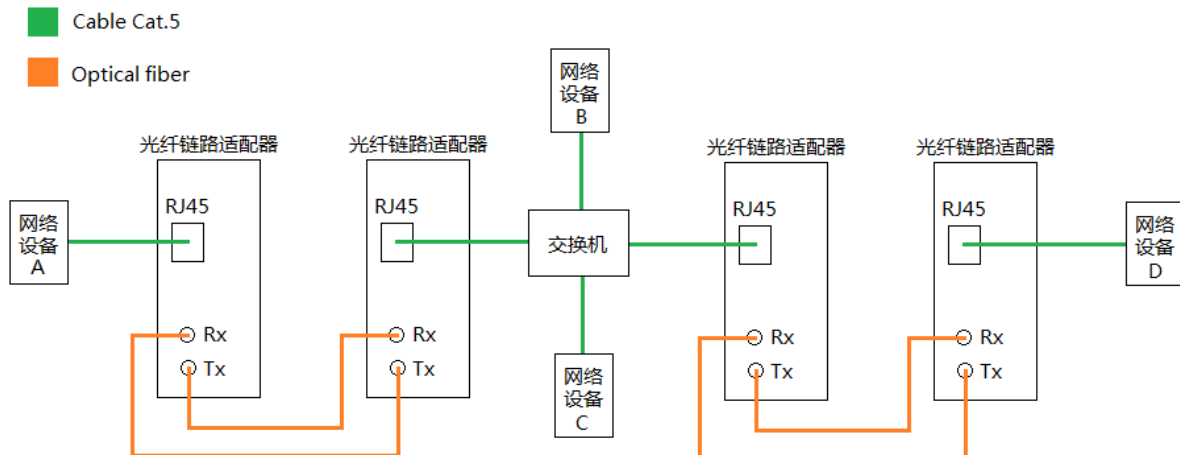 Cable Cat.5
Optical fiber
网络
设备
B
光纤链路适配器
光纤链路适配器
光纤链路适配器
光纤链路适配器
RJ45
RJ45
RJ45
RJ45
网络
设备
A
交换机
网络
设备
D
Rx
Rx
Rx
Rx
Tx
Tx
Tx
Tx
网络
设备
C